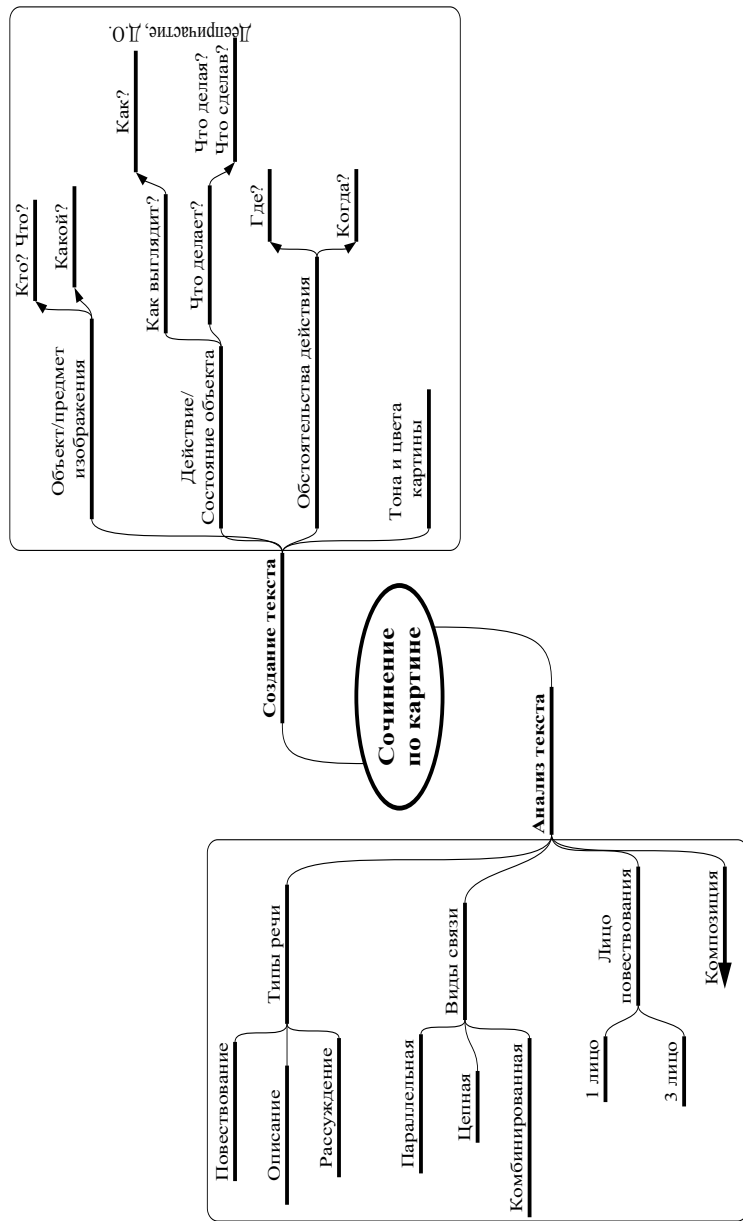 Сочинение
по картине
Создание текста
Объект/предмет
изображения
Кто? Что?
Какой?
Действие/
Состояние объекта
Как выглядит?
Как?
Что делает?
Что делая?
Что сделав?
Деепричастие, Д.О.
Обстоятельства действия
Где?
Когда?
Тона и цвета
картины
Анализ текста
Типы речи
Повествование
Описание
Рассуждение
Виды связи
Параллельная
Цепная
Комбинированная
Лицо
повествования
1 лицо
3 лицо
Композиция